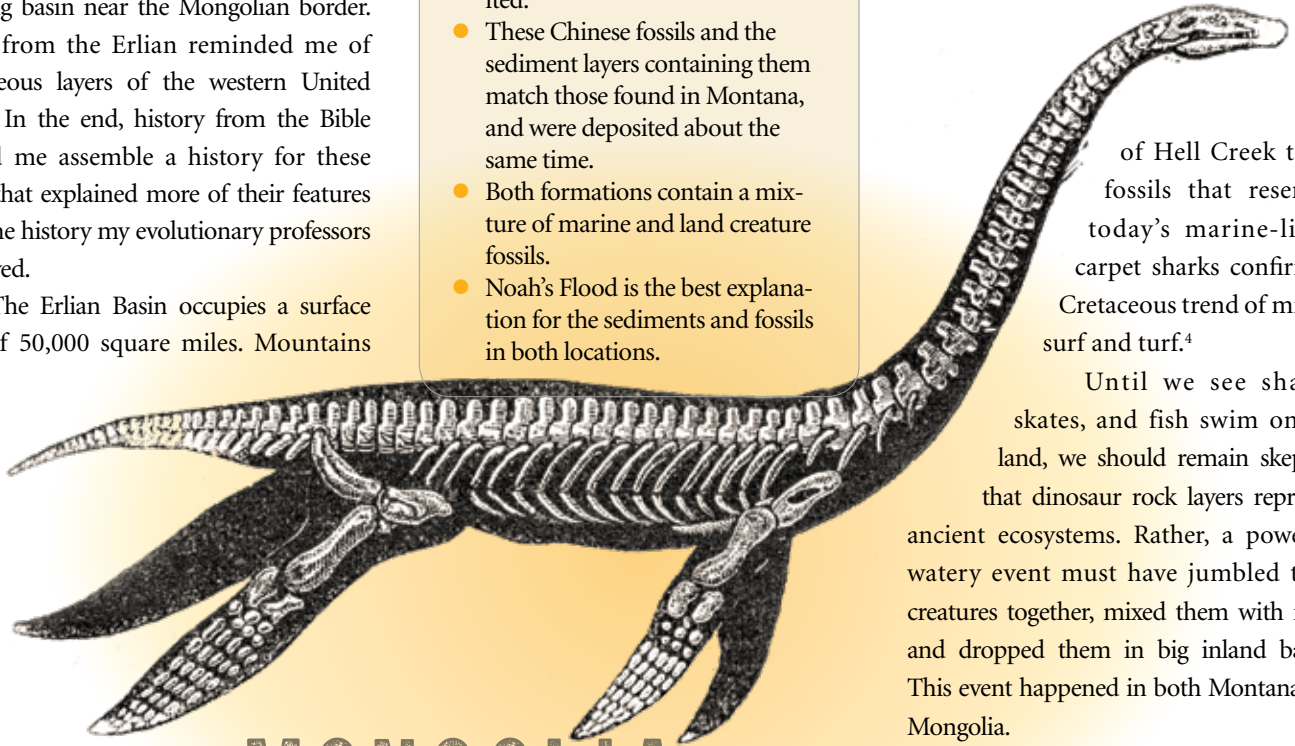 g basin near the Mongolian border.
from the Erlian reminded me of
eous layers of the western United
In the end, history from the Bible
me assemble a history for these
hat explained more of their features
he history my evolutionary professors
ed.
The Erlian Basin occupies a surface
f 50,000 square miles. Mountains
ited.
These Chinese fossils and the
sediment layers containing them
match those found in Montana,
and were deposited about the
same time.
Both formations contain a mix-
ture of marine and land creature
fossils.
Noah’s Flood is the best explana-
tion for the sediments and fossils
in both locations.
of Hell Creek t
fossils that rese
today’s marine-li
carpet sharks confir
Cretaceous trend of mi
surf and turf.4
Until we see sha
skates, and fish swim on
land, we should remain skep
that dinosaur rock layers repr
ancient ecosystems. Rather, a powe
watery event must have jumbled t
creatures together, mixed them with
and dropped them in big inland ba
This event happened in both Montana
Mongolia.
MONGOLIA